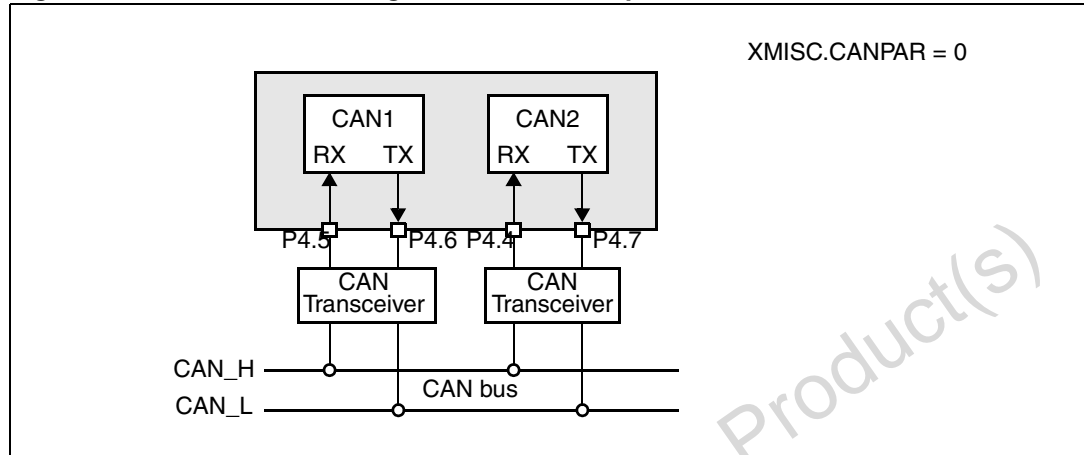 XMISC.CANPAR = 0
CAN1
CAN2
RX TX
RX TX
P4.5
P4.6
P4.4
P4.7
CAN
Transceiver
CAN
Transceiver
CAN_H
CAN bus
CAN_L
Product(s)